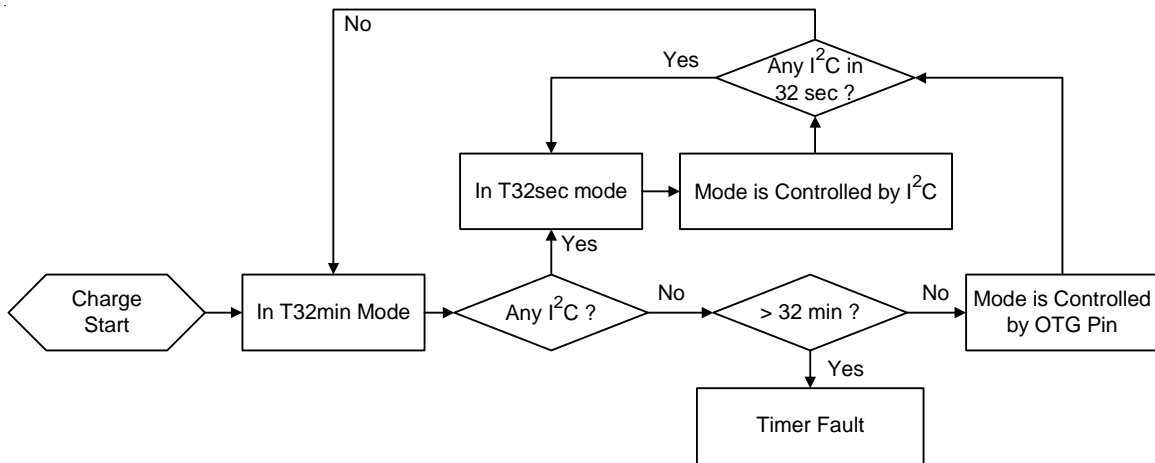 No
Yes
Any I²C in
32 sec ?
In T32sec mode
Mode is Controlled by I²C
Yes
Charge
Start
In T32min Mode
Any I²C ?
No
> 32 min ?
No
Mode is Controlled
by OTG Pin
Yes
Timer Fault